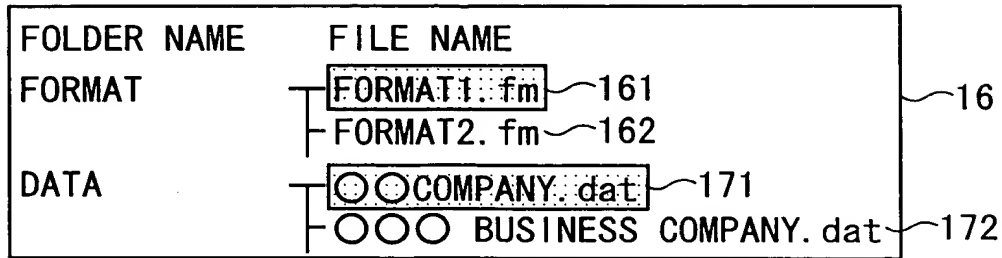 FOLDER NAME FILE NAME
FORMAT FORMAT1.fm 161
16
FORMAT2.fm 162
DATA ○○COMPANY.dat 171
○○○ BUSINESS COMPANY.dat 172